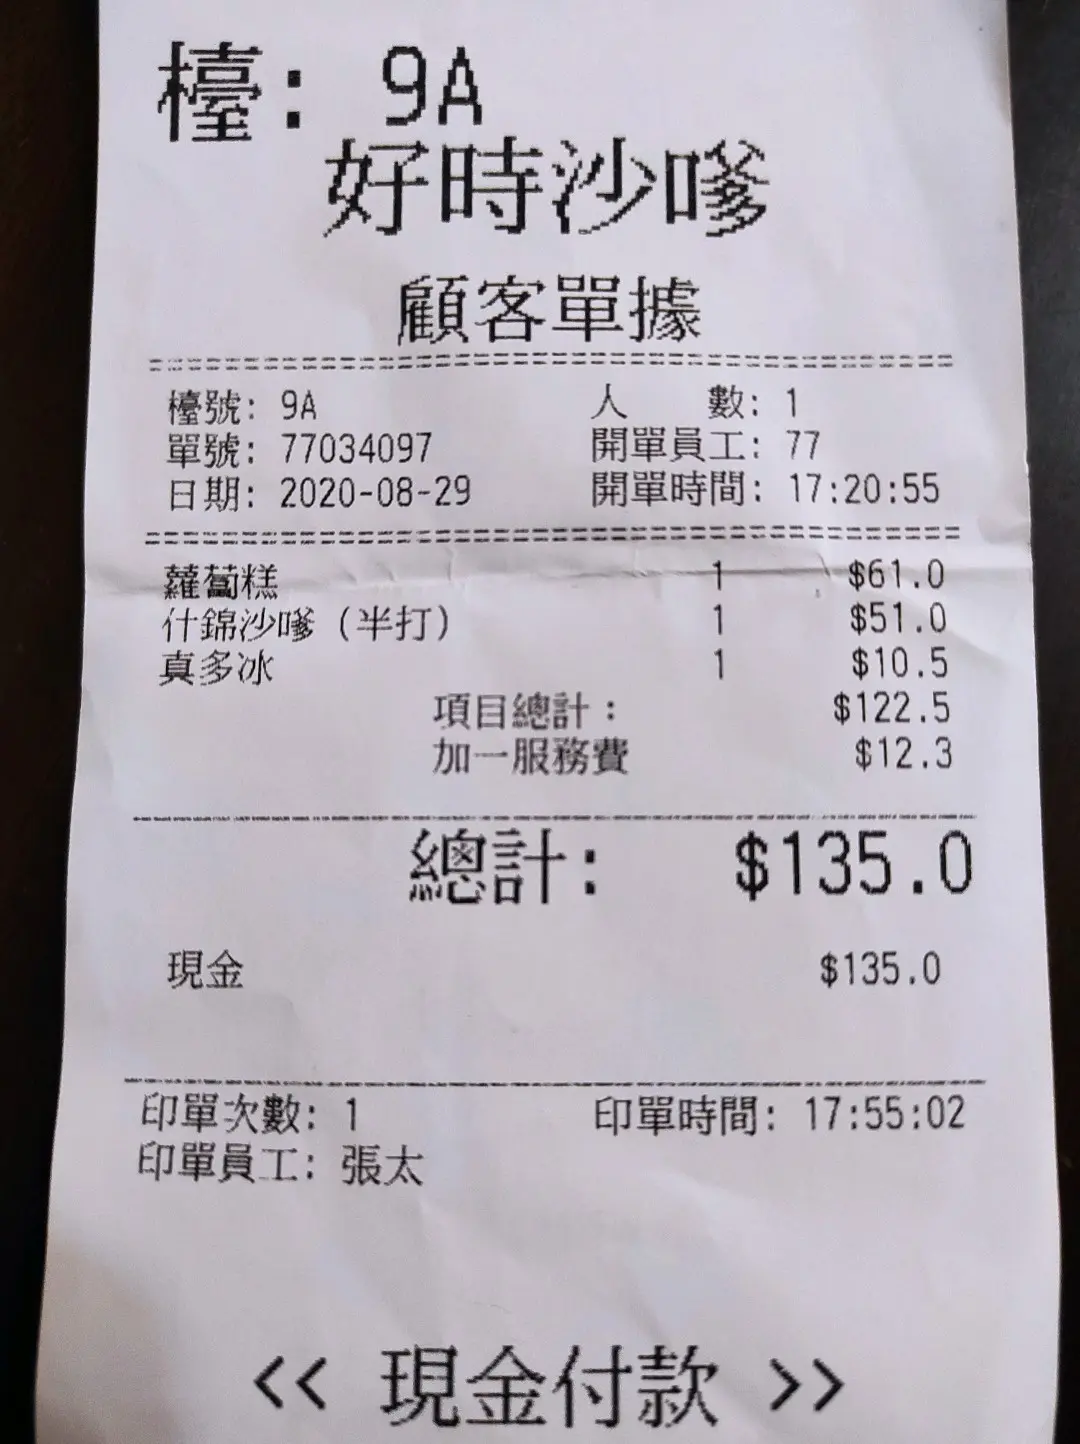 檯: 9A
好時沙嗲
顧客單據
檯號: 9A 人 數: 1
單號: 77034097 開單員工: 77
日期: 2020-08-29 開單時間: 17:20:55
蘿蔔糕 1 $61.0
什錦沙嗲 (半打) 1 $51.0
真多冰 1 $10.5
項目總計: $122.5
加一服務費 $12.3
總計: $135.0
現金 $135.0
印單次數: 1 印單時間: 17:55:02
印單員工: 張太
<< 現金付款 >>